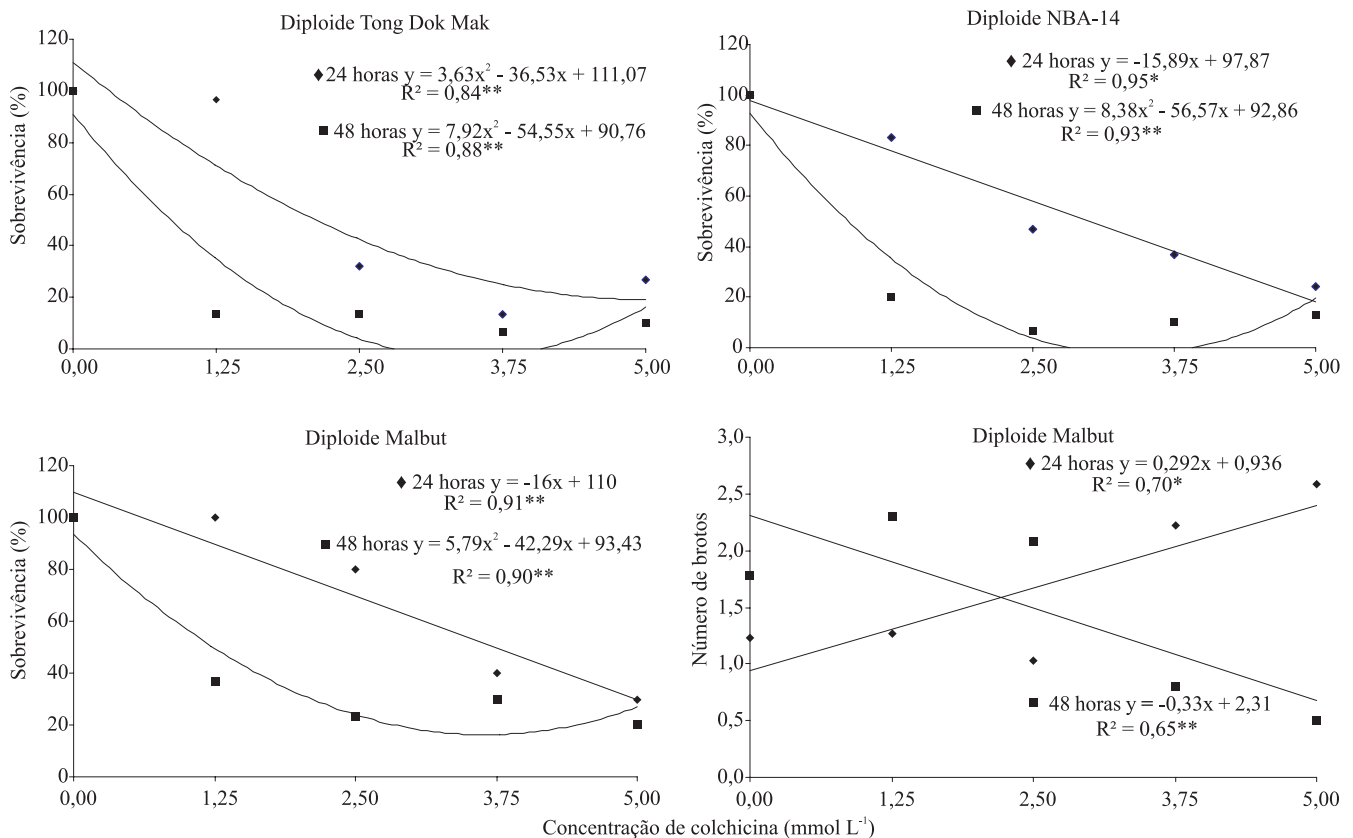 Diploide Tong Dok Mak
120
100
80
60
40
20
0
Sobrevivência (%)
24 horas y = 3,63x² - 36,53x + 111,07
R² = 0,84**
48 horas y = 7,92x² - 54,55x + 90,76
R² = 0,88**
0,00 1,25 2,50 3,75 5,00
Diploide NBA-14
120
100
80
60
40
20
0
Sobrevivência (%)
24 horas y = -15,89x + 97,87
R² = 0,95*
48 horas y = 8,38x² - 56,57x + 92,86
R² = 0,93**
0,00 1,25 2,50 3,75 5,00
Diploide Malbut
120
100
80
60
40
20
0
Sobrevivência (%)
24 horas y = -16x + 110
R² = 0,91**
48 horas y = 5,79x² - 42,29x + 93,43
R² = 0,90**
0,00 1,25 2,50 3,75 5,00
Diploide Malbut
3,0
2,5
2,0
1,5
1,0
0,5
0,0
Número de brotos
24 horas y = 0,292x + 0,936
R² = 0,70*
48 horas y = -0,33x + 2,31
R² = 0,65**
0,00 1,25 2,50 3,75 5,00
Concentração de colchicina (mmol L⁻¹)